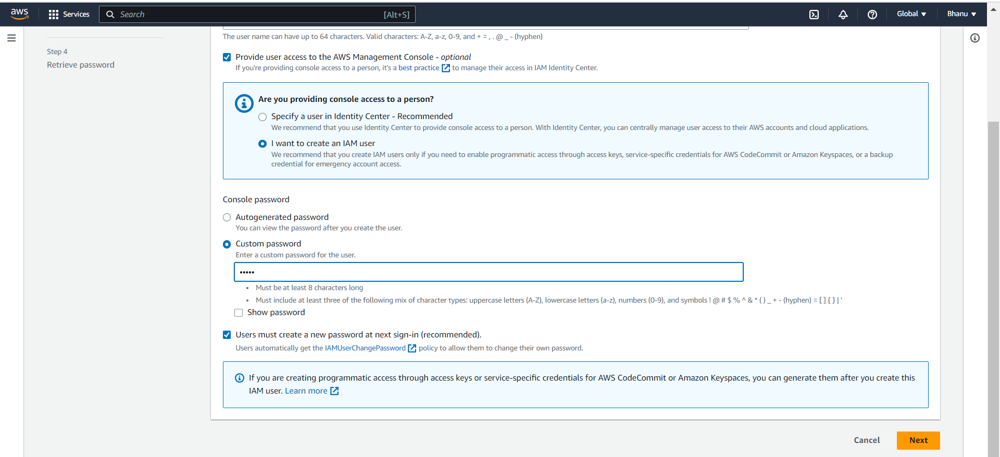 aws
Services
Search
[Alt+S]
Global
Bhanu
Step 4
Retrieve password
The user name can have up to 64 characters. Valid characters: A-Z, a-z, 0-9, and + = , . @ _ - (hyphen)
Provide user access to the AWS Management Console - optional
If you're providing console access to a person, it's a best practice to manage their access in IAM Identity Center.
Are you providing console access to a person?
Specify a user in Identity Center - Recommended
We recommend that you use Identity Center to provide console access to a person. With Identity Center, you can centrally manage user access to their AWS accounts and cloud applications.
I want to create an IAM user
We recommend that you create IAM users only if you need to enable programmatic access through access keys, service-specific credentials for AWS CodeCommit or Amazon Keyspaces, or a backup
credential for emergency account access.
Console password
Autogenerated password
You can view the password after you create the user.
Custom password
Enter a custom password for the user.
•••••
• Must be at least 8 characters long
• Must include at least three of the following mix of character types: uppercase letters (A-Z), lowercase letters (a-z), numbers (0-9), and symbols ! @ # $ % ^ & * ( ) _ + - (hyphen) = [ ] { } | '
Show password
Users must create a new password at next sign-in (recommended).
Users automatically get the IAMUserChangePassword policy to allow them to change their own password.
If you are creating programmatic access through access keys or service-specific credentials for AWS CodeCommit or Amazon Keyspaces, you can generate them after you create this
IAM user. Learn more
Cancel
Next